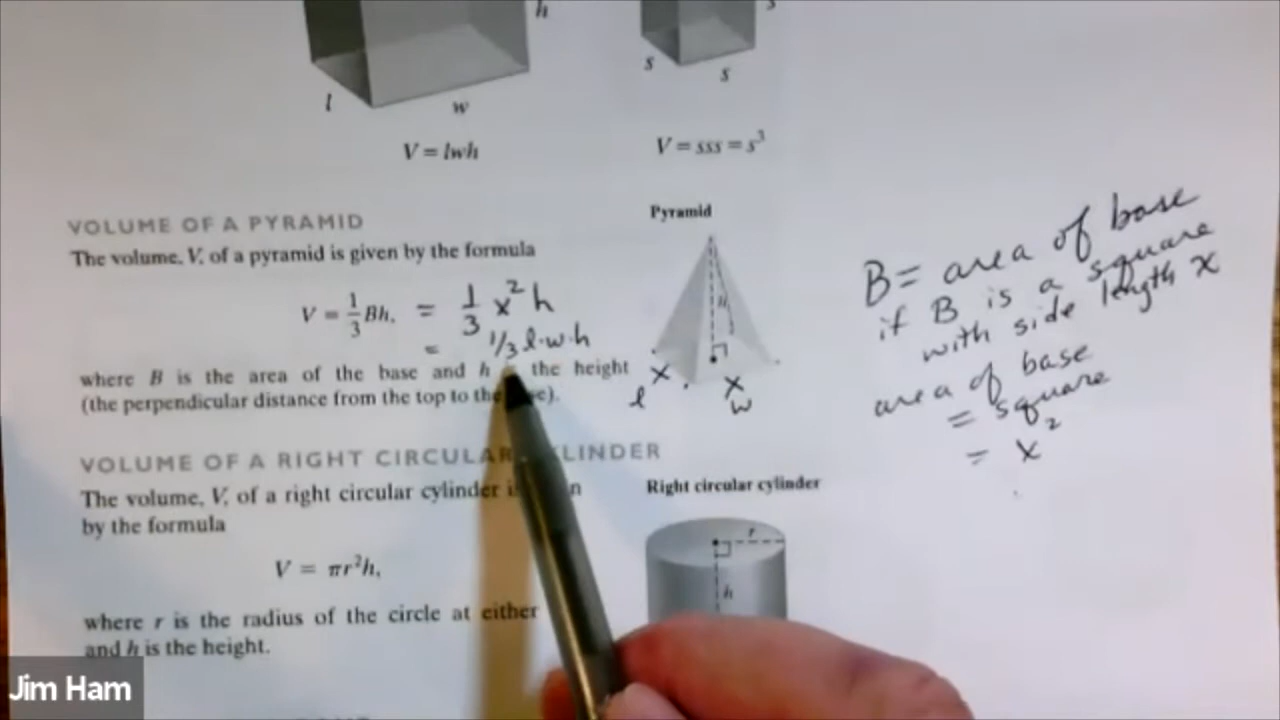 h
s
s
s
l
w
V = lwh
V = sss = s³
VOLUME OF A PYRAMID
The volume, V, of a pyramid is given by the formula
V = 1/3 Bh, = 1/3 x² h
= 1/3 l·w·h
where B is the area of the base and h the height
(the perpendicular distance from the top to the
Pyramid
h
x
x
l
w
B = area of base
if B is a square
with side length x
area of base
= square
= x²
VOLUME OF A RIGHT CIRCULAR
The volume, V, of a right circular cylinder
by the formula
V = πr²h,
where r is the radius of the circle at either
and h is the height.
Right circular cylinder
r
h
Jim Ham